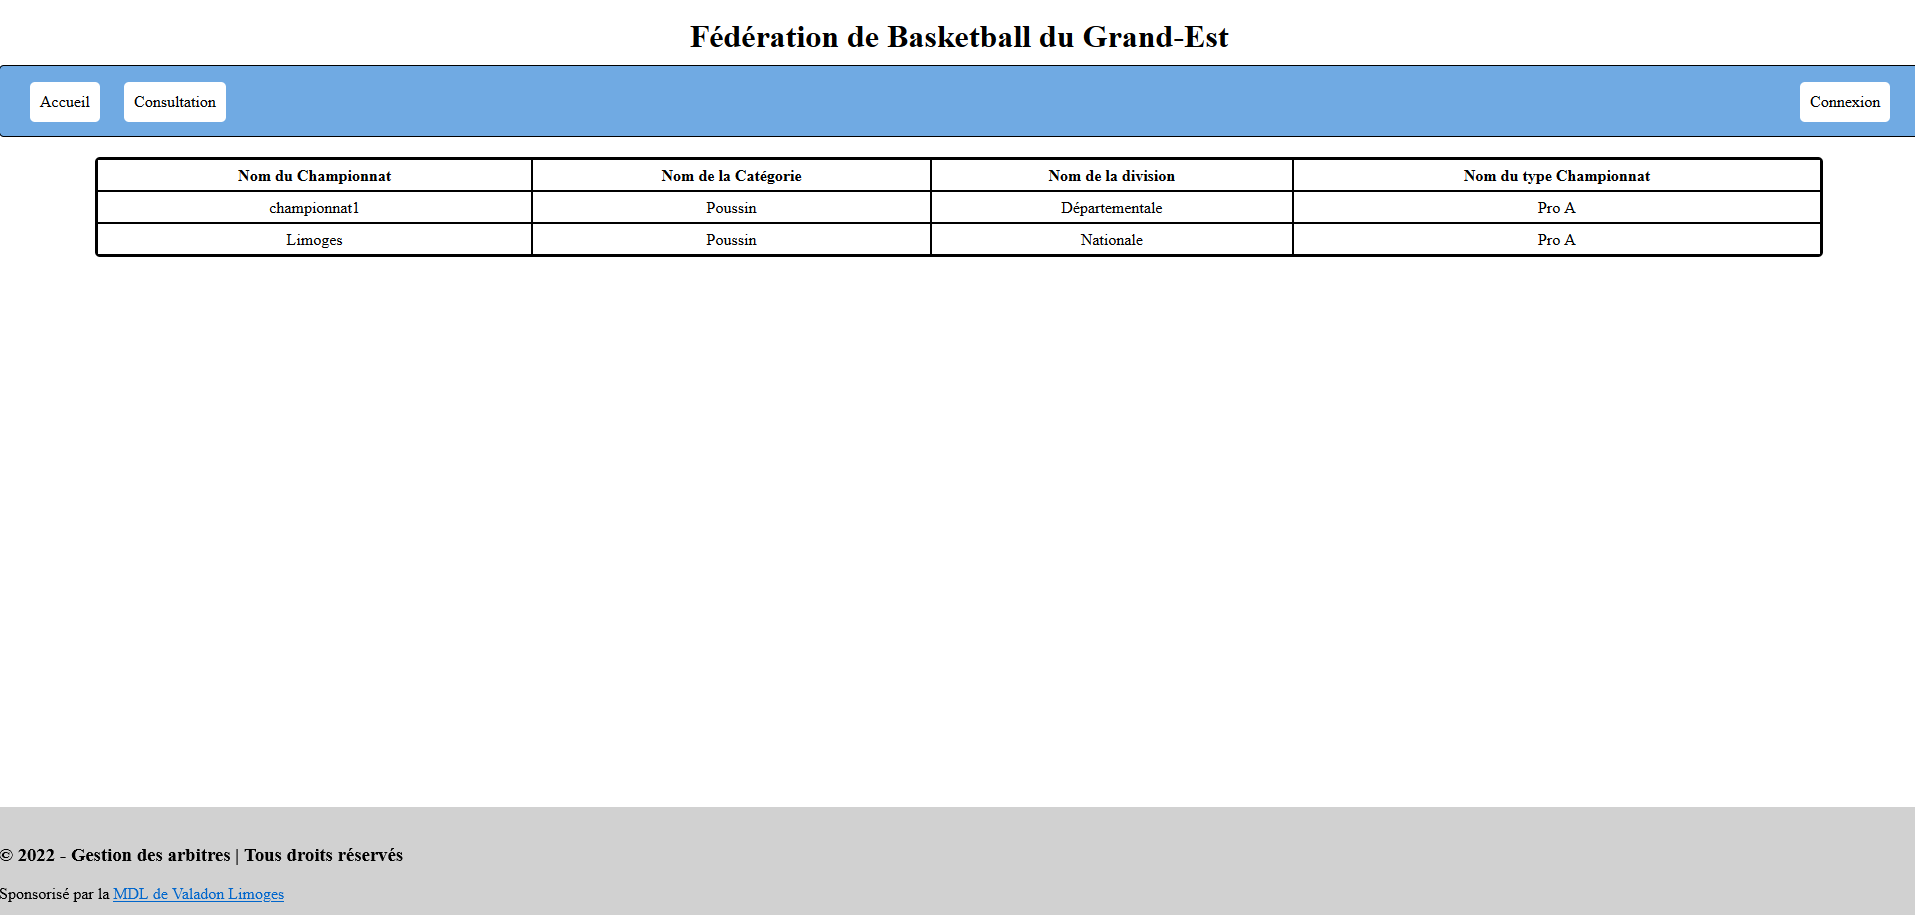 Fédération de Basketball du Grand-Est
Accueil Consultation Connexion
Nom du Championnat Nom de la Catégorie Nom de la division Nom du type Championnat
championnat1 Poussin Départementale Pro A
Limoges Poussin Nationale Pro A
© 2022 - Gestion des arbitres | Tous droits réservés
Sponsorisé par la MDL de Valadon Limoges